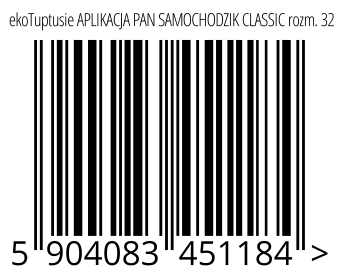 ekoTuptusie APLIKACJA PAN SAMOCHODZIK CLASSIC rozm. 32
5 904083 451184 >